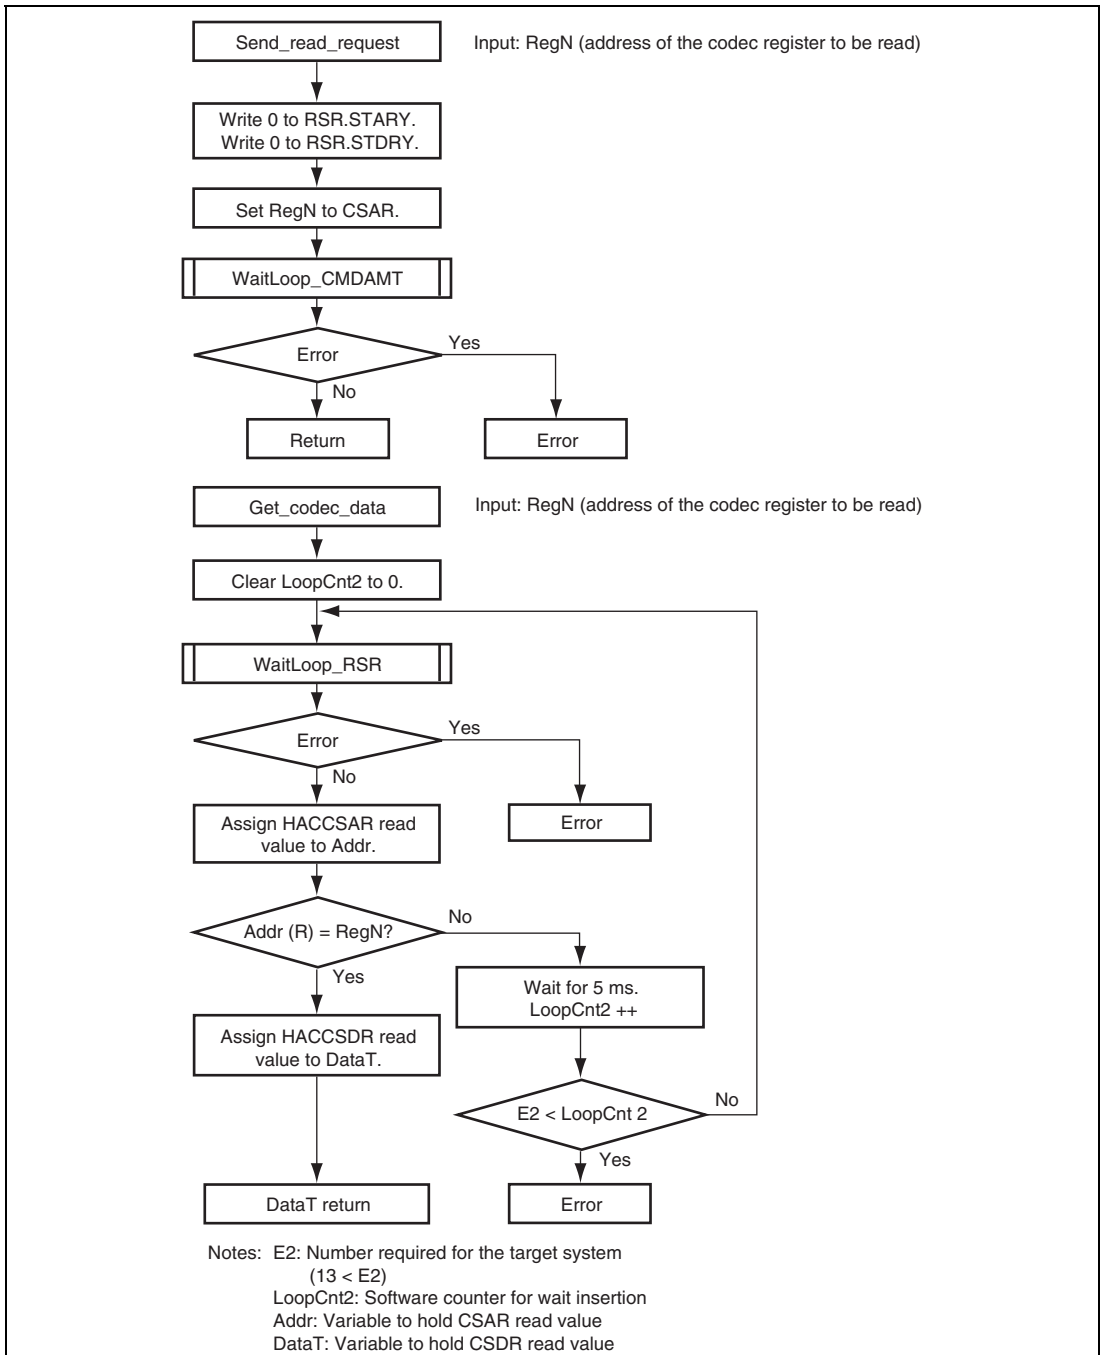 Send_read_request
Input: RegN (address of the codec register to be read)
Write 0 to RSR.STARY.
Write 0 to RSR.STDRY.
Set RegN to CSAR.
WaitLoop_CMDAMT
Error
Yes
No
Return
Error
Get_codec_data
Input: RegN (address of the codec register to be read)
Clear LoopCnt2 to 0.
WaitLoop_RSR
Error
Yes
No
Error
Assign HACCSAR read
value to Addr.
Addr (R) = RegN?
No
Yes
Wait for 5 ms.
LoopCnt2 ++
Assign HACCSDR read
value to DataT.
E2 < LoopCnt 2
No
Yes
DataT return
Error
Notes: E2: Number required for the target system
(13 < E2)
LoopCnt2: Software counter for wait insertion
Addr: Variable to hold CSAR read value
DataT: Variable to hold CSDR read value